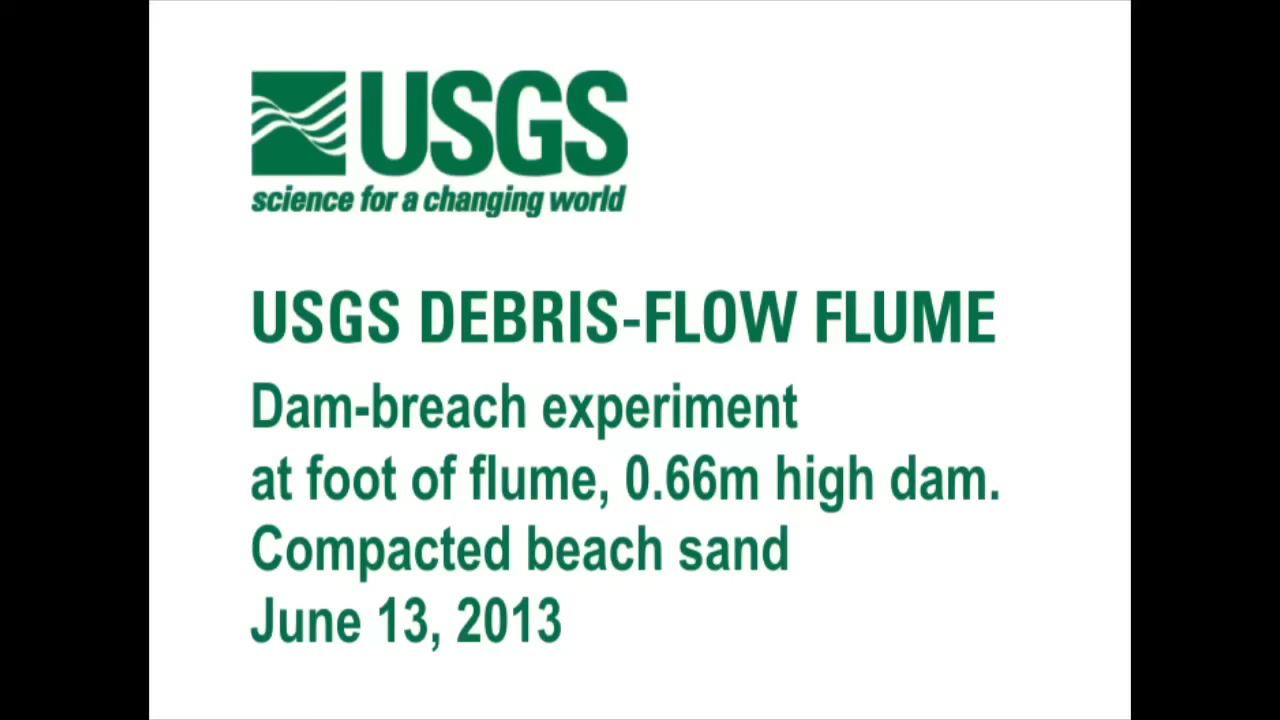 USGS
science for a changing world
USGS DEBRIS-FLOW FLUME
Dam-breach experiment
at foot of flume, 0.66m high dam.
Compacted beach sand
June 13, 2013